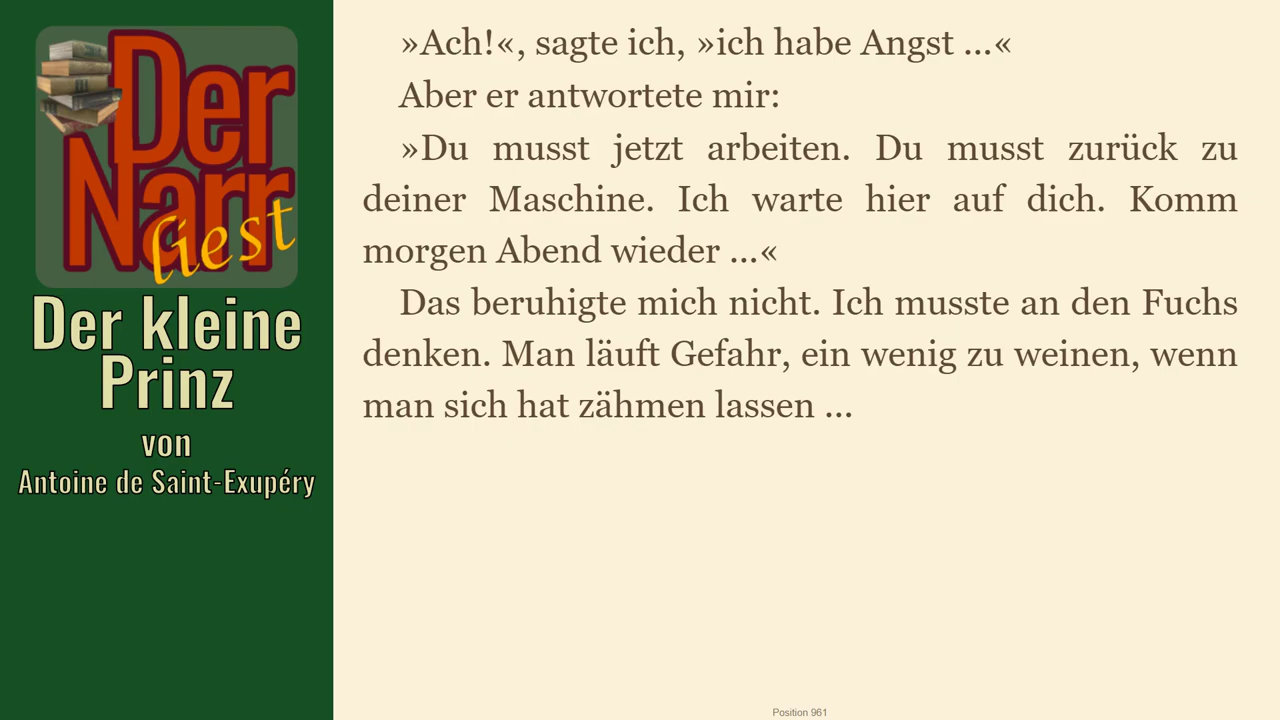 Der
Narr
liest
Der kleine
Prinz
von
Antoine de Saint-Exupéry
»Ach!«, sagte ich, »ich habe Angst ...«
Aber er antwortete mir:
»Du musst jetzt arbeiten. Du musst zurück zu
deiner Maschine. Ich warte hier auf dich. Komm
morgen Abend wieder ...«
Das beruhigte mich nicht. Ich musste an den Fuchs
denken. Man läuft Gefahr, ein wenig zu weinen, wenn
man sich hat zähmen lassen ...
Position 961